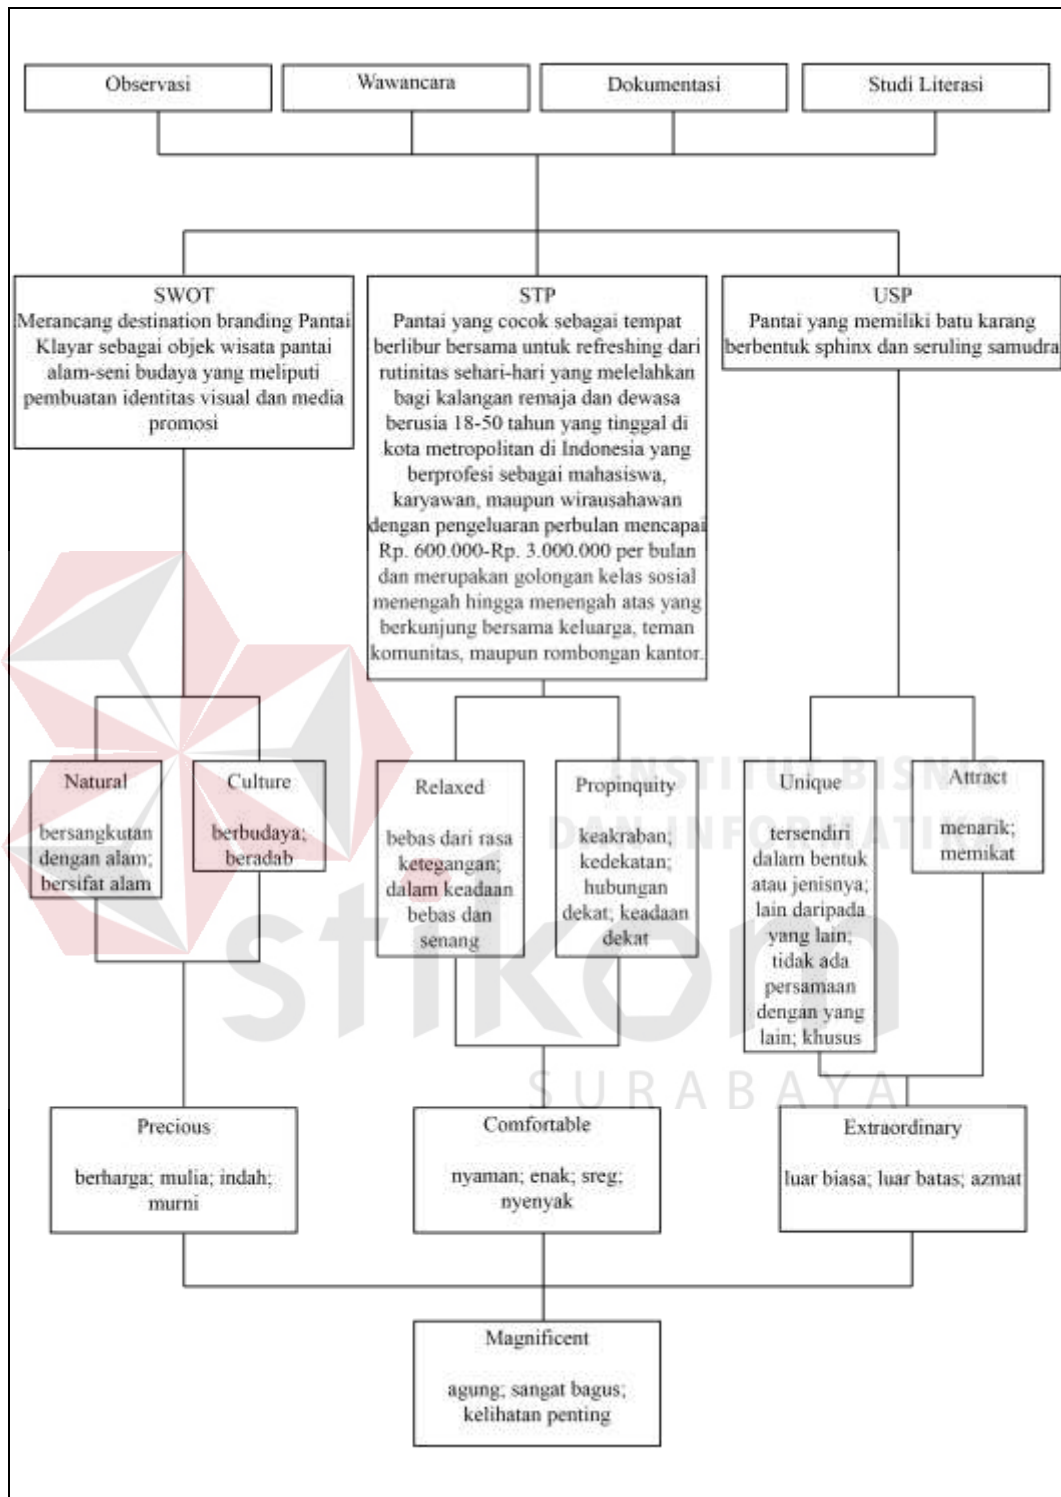 Observasi
Wawancara
Dokumentasi
Studi Literasi
SWOT
Merancang destination branding Pantai
Klayar sebagai objek wisata pantai
alam-seni budaya yang meliputi
pembuatan identitas visual dan media
promosi
STP
Pantai yang cocok sebagai tempat
berlibur bersama untuk refreshing dari
rutinitas sehari-hari yang melelahkan
bagi kalangan remaja dan dewasa
berusia 18-50 tahun yang tinggal di
kota metropolitan di Indonesia yang
berprofesi sebagai mahasiswa,
karyawan, maupun wirausahawan
dengan pengeluaran perbulan mencapai
Rp. 600.000-Rp. 3.000.000 per bulan
dan merupakan golongan kelas sosial
menengah hingga menengah atas yang
berkunjung bersama keluarga, teman
komunitas, maupun rombongan kantor.
USP
Pantai yang memiliki batu karang
berbentuk sphinx dan seruling samudra
Natural
bersangkutan
dengan alam;
bersifat alam
Culture
berbudaya;
beradab
Relaxed
bebas dari rasa
ketegangan;
dalam keadaan
bebas dan
senang
Propinquity
keakraban;
kedekatan;
hubungan
dekat; keadaan
dekat
Unique
tersendiri
dalam bentuk
atau jenisnya;
lain daripada
yang lain;
tidak ada
persamaan
dengan yang
lain; khusus
Attract
menarik;
memikat
INSTITUT BISNIS
DAN INFORMATIKA
stikom
SURABAYA
Precious
berharga; mulia; indah;
murni
Comfortable
nyaman; enak; sreg;
nyenyak
Extraordinary
luar biasa; luar batas; azmat
Magnificent
agung; sangat bagus;
kelihatan penting